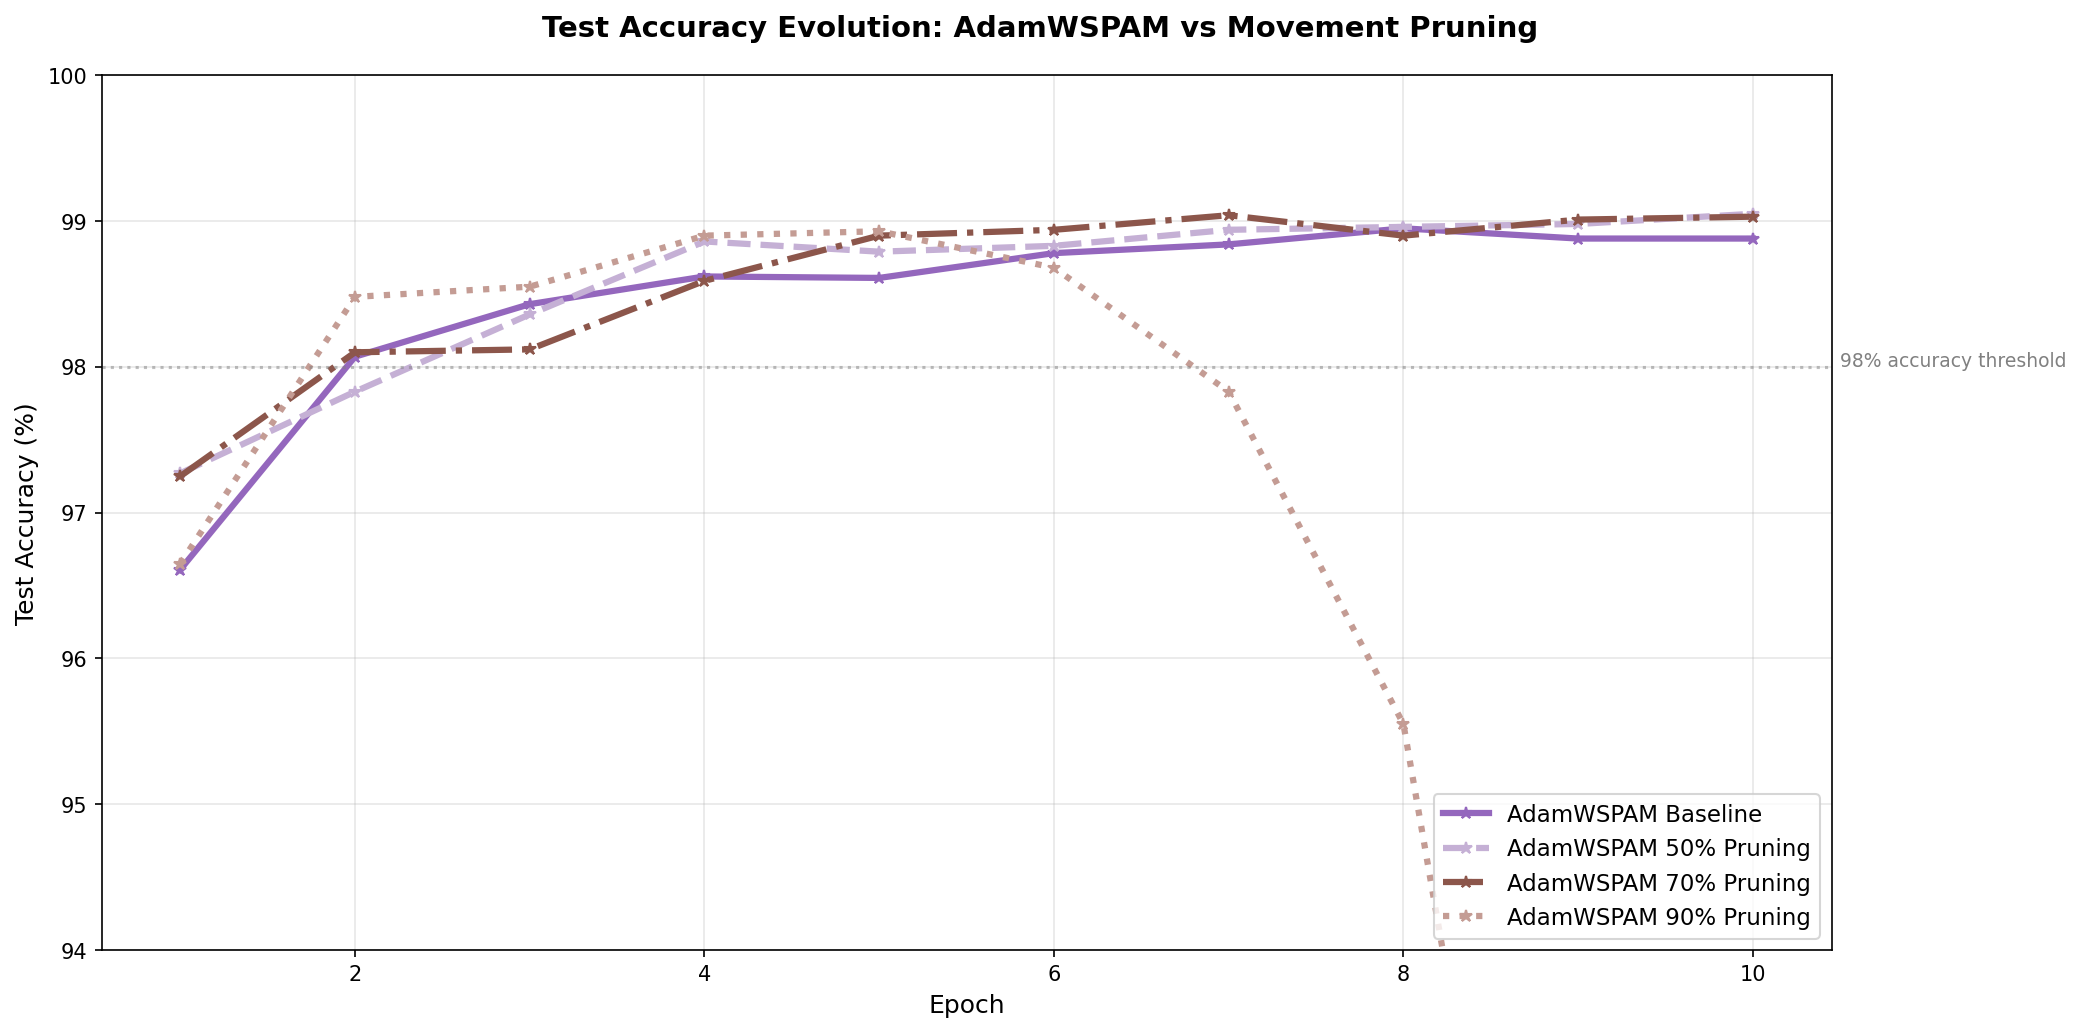 Test Accuracy Evolution: AdamWSPAM vs Movement Pruning
Test Accuracy (%)
100
99
98
97
96
95
94
98% accuracy threshold
AdamWSPAM Baseline
AdamWSPAM 50% Pruning
AdamWSPAM 70% Pruning
AdamWSPAM 90% Pruning
2
4
6
8
10
Epoch